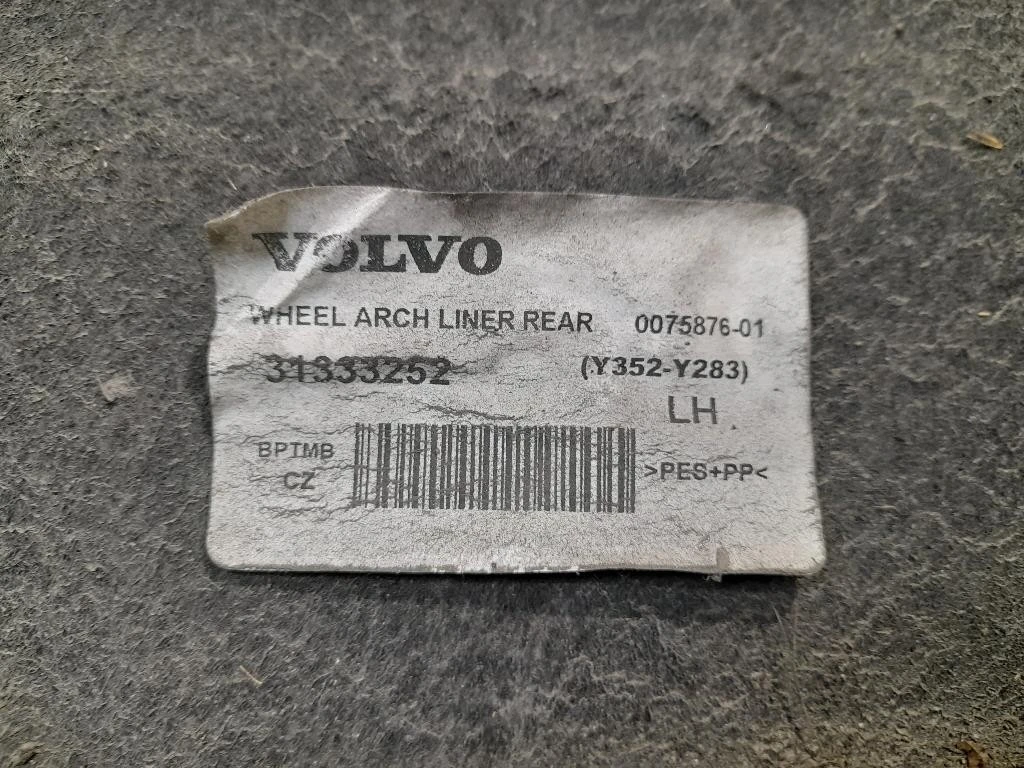 VOLVO
WHEEL ARCH LINER REAR 0075876-01
31333252 (Y352-Y283)
LH
BPTMB
CZ >PES+PP<